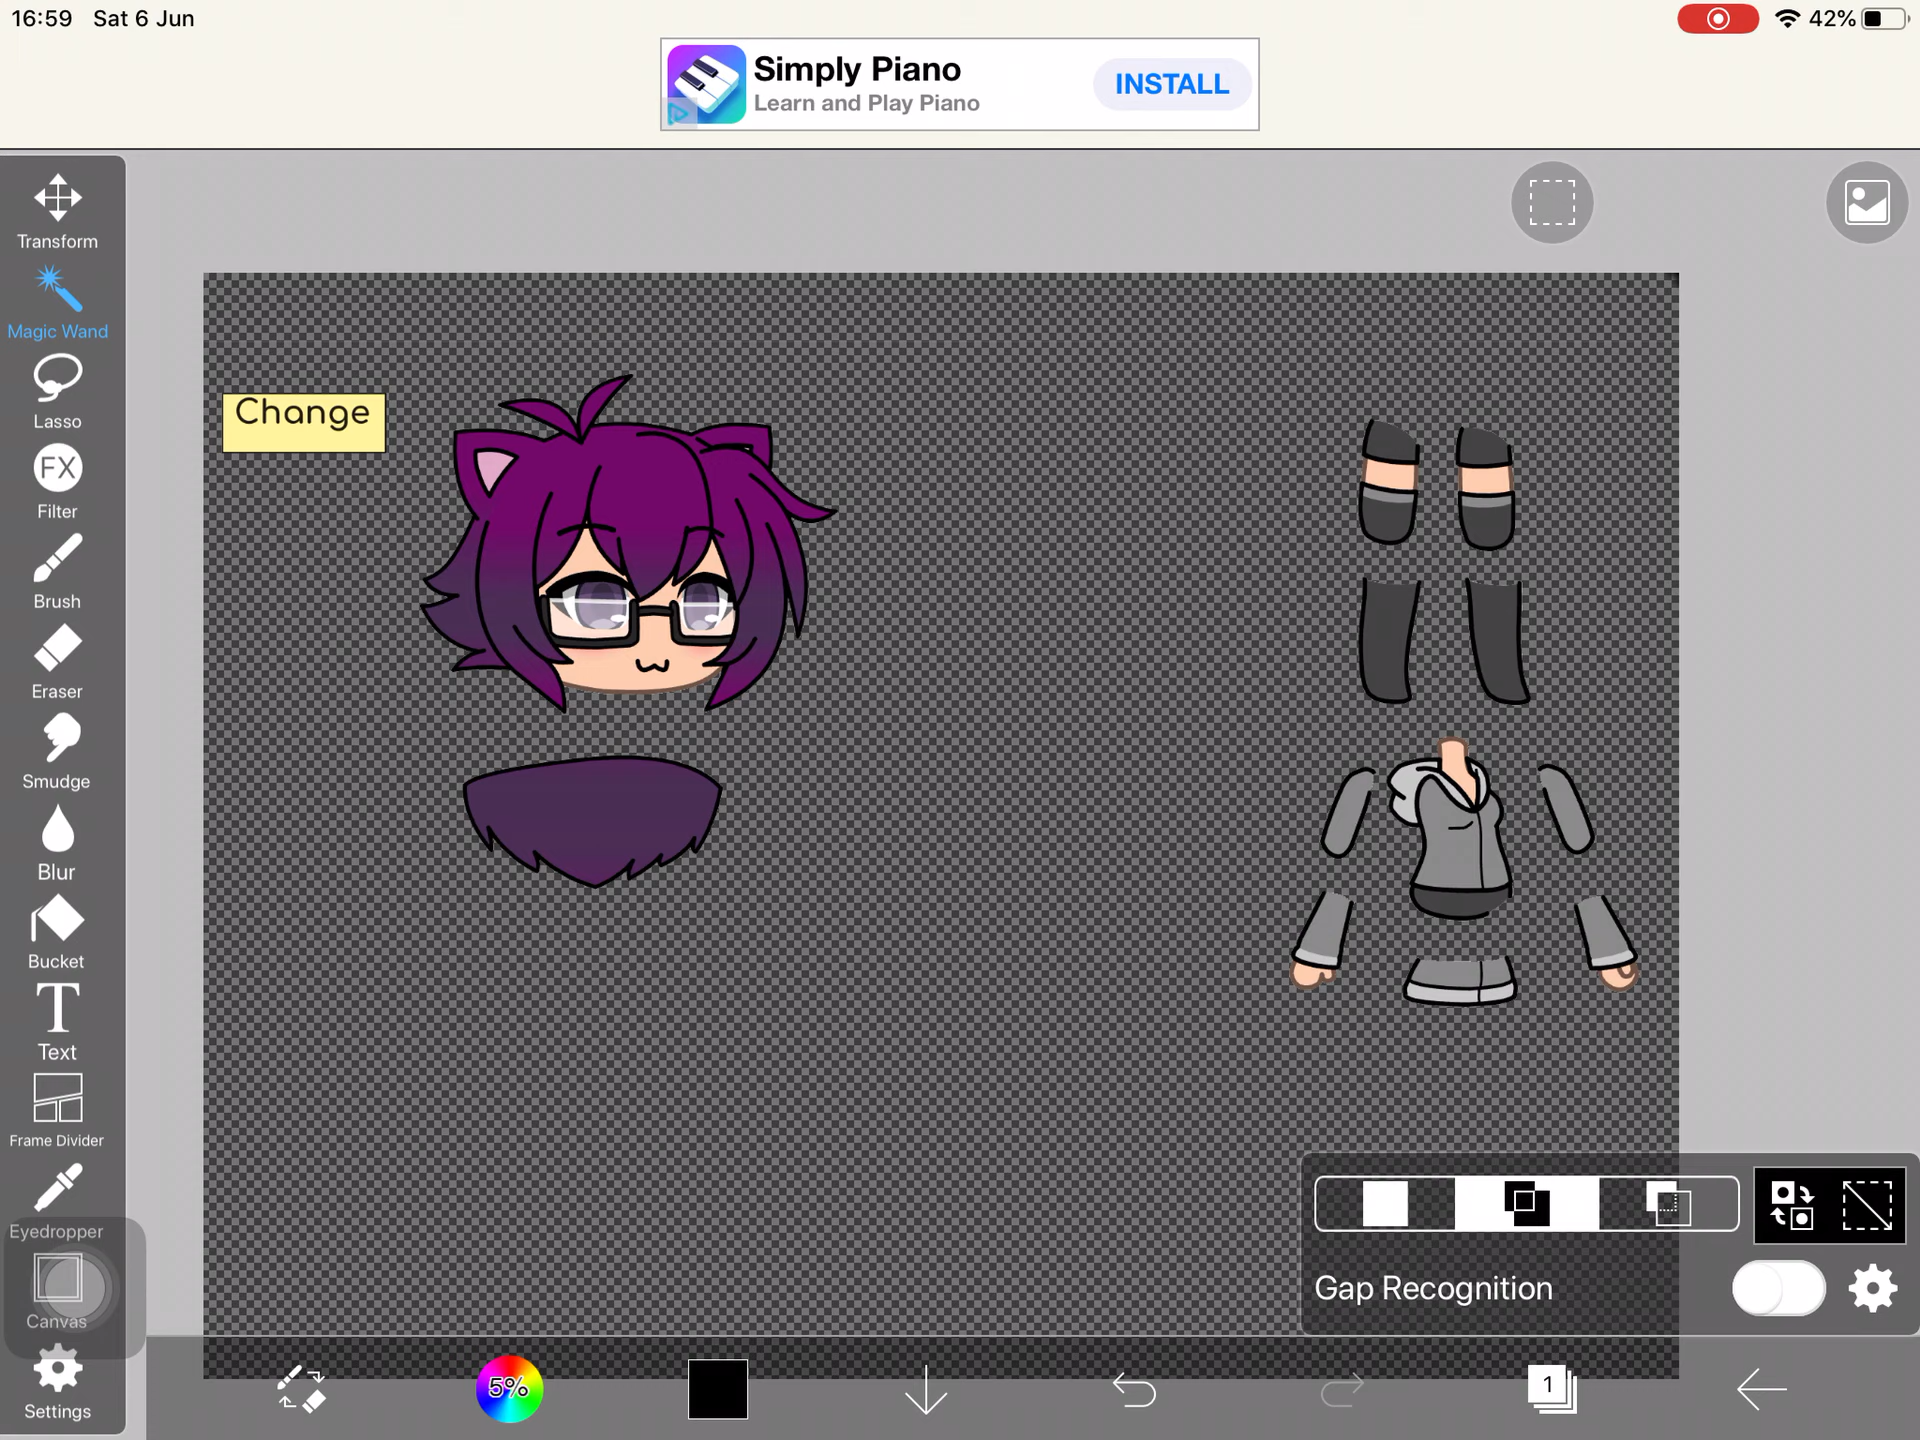 16:59 Sat 6 Jun
42%
Simply Piano
Learn and Play Piano
INSTALL
Transform
Magic Wand
Lasso
FX
Filter
Brush
Eraser
Smudge
Blur
Bucket
T
Text
Frame Divider
Eyedropper
Canvas
Settings
Change
Gap Recognition
5%
1